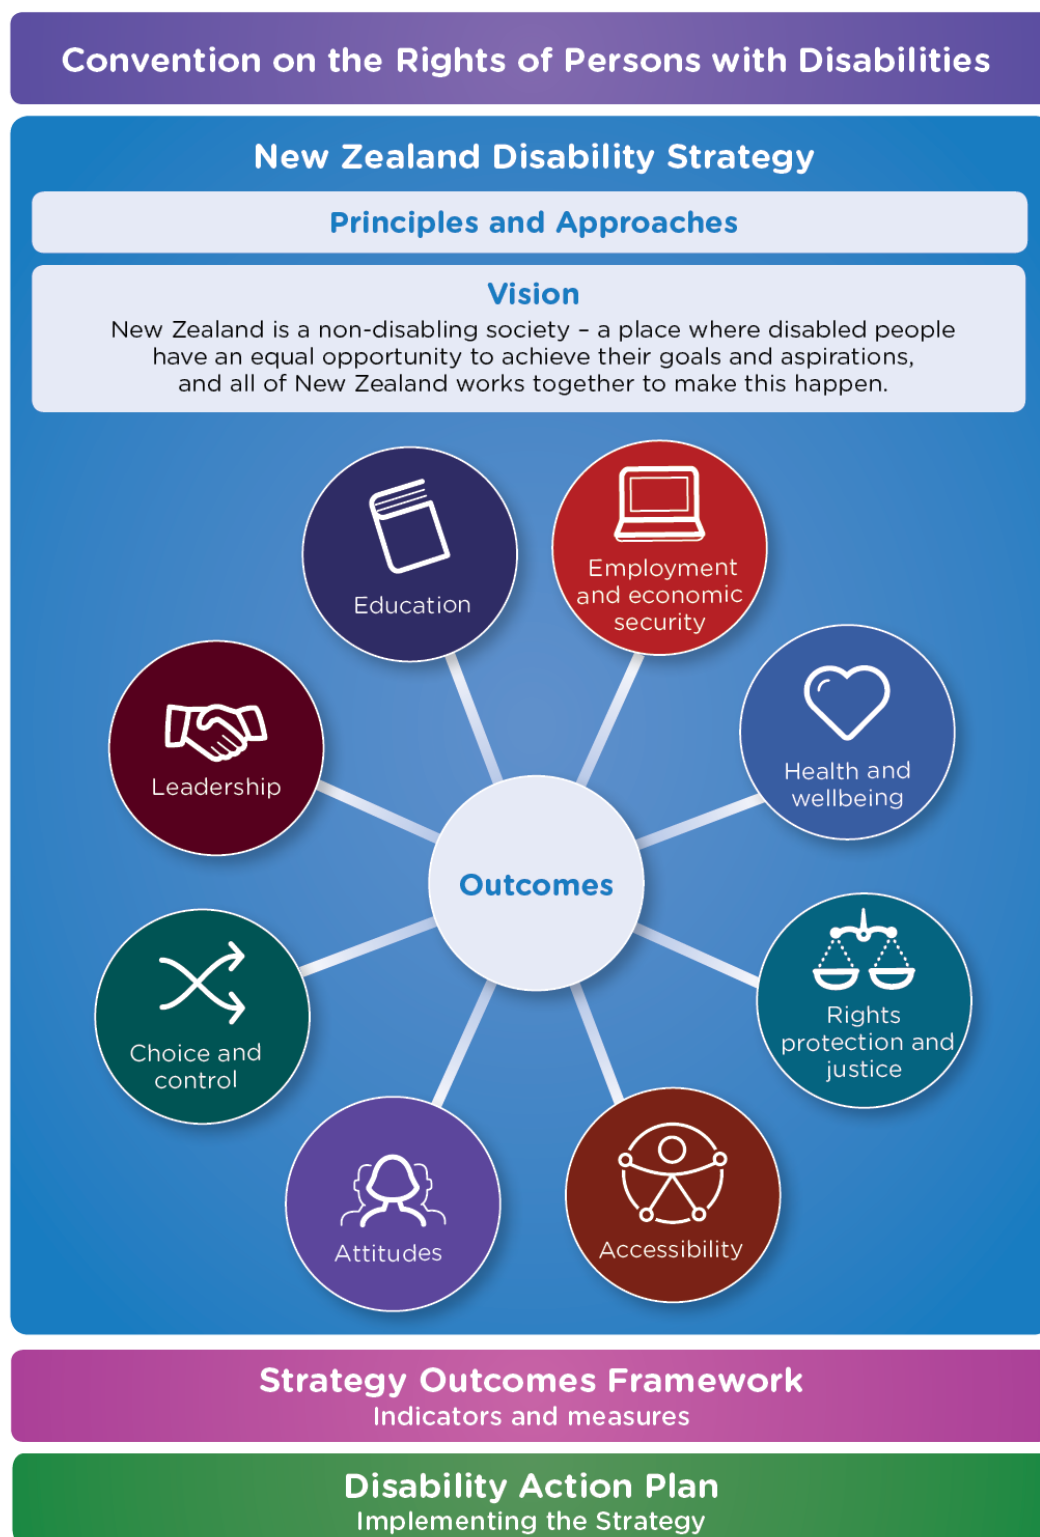 Convention on the Rights of Persons with Disabilities
New Zealand Disability Strategy
Principles and Approaches
Vision
New Zealand is a non-disabling society – a place where disabled people
have an equal opportunity to achieve their goals and aspirations,
and all of New Zealand works together to make this happen.
Education
Employment
and economic
security
Health and
wellbeing
Rights
protection and
justice
Accessibility
Attitudes
Choice and
control
Leadership
Outcomes
Strategy Outcomes Framework
Indicators and measures
Disability Action Plan
Implementing the Strategy